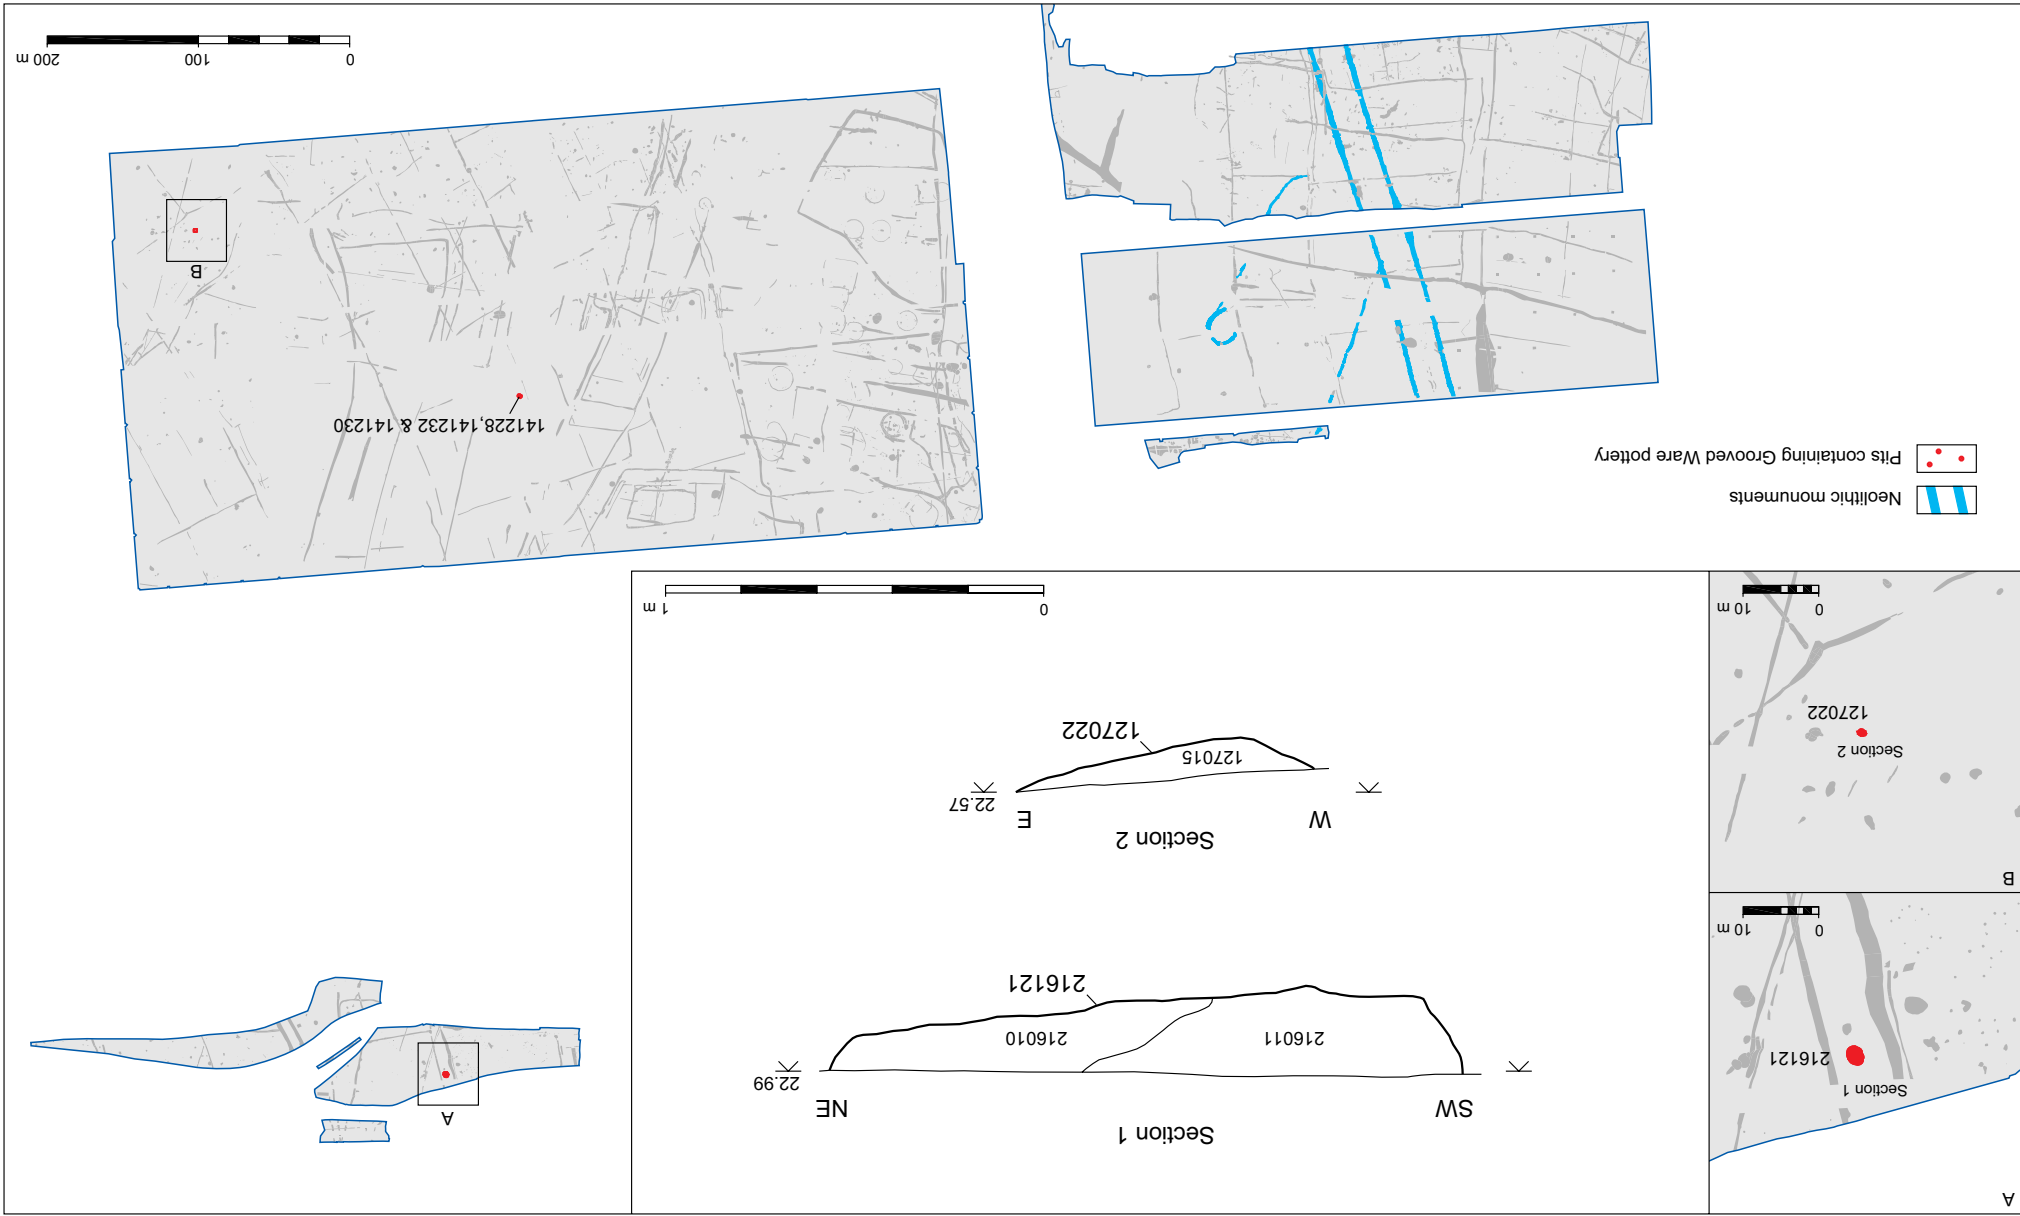 A
Section 1
216121
0 10 m
B
Section 2
127022
0 10 m
Section 1
SW NE
22.99
216011 216010
216121
Section 2
W E
22.57
127015
127022
0 1 m
A
Neolithic monuments
Pits containing Grooved Ware pottery
141228, 141232 & 141230
B
0 100 200 m